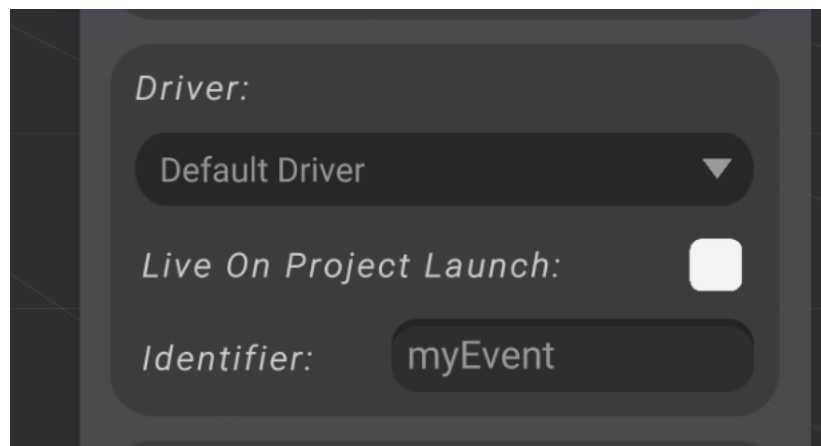 Driver:
Default Driver
Live On Project Launch:
Identifier:
myEvent